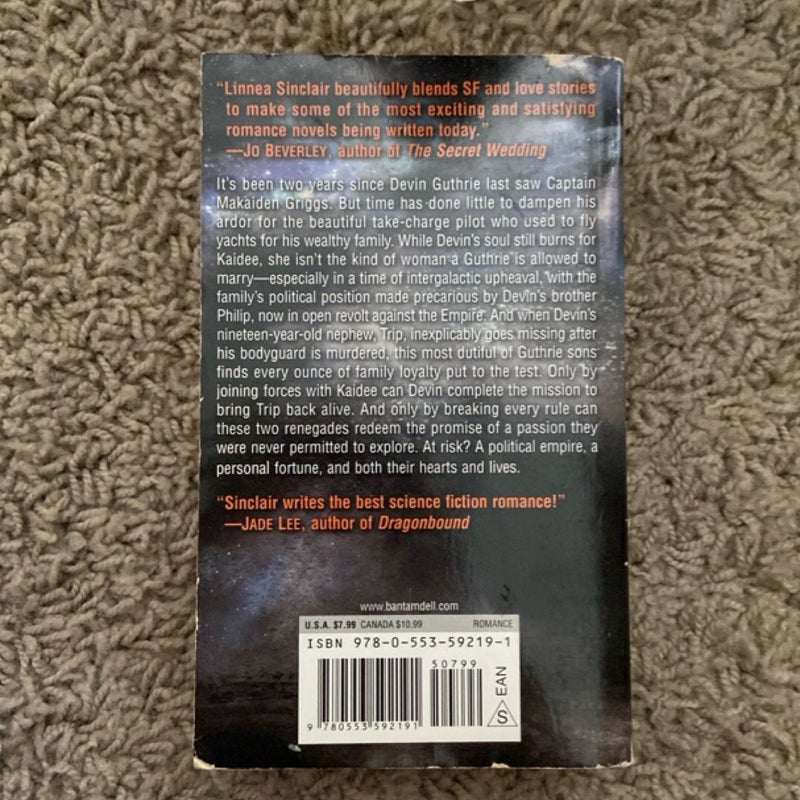 “Linnea Sinclair beautifully blends SF and love stories
to make some of the most exciting and satisfying
romance novels being written today.”
—JO BEVERLEY, author of The Secret Wedding
It’s been two years since Devin Guthrie last saw Captain
Makaiden Griggs. But time has done little to dampen his
ardor for the beautiful take-charge pilot who used to fly
yachts for his wealthy family. While Devin’s soul still burns for
Kaidee, she isn’t the kind of woman a Guthrie is allowed to
marry—especially in a time of intergalactic upheaval, with the
family’s political position made precarious by Devin’s brother
Philip, now in open revolt against the Empire. And when Devin’s
nineteen-year-old nephew, Trip, inexplicably goes missing after
his bodyguard is murdered, this most dutiful of Guthrie sons
finds every ounce of family loyalty put to the test. Only by
joining forces with Kaidee can Devin complete the mission to
bring Trip back alive. And only by breaking every rule can
these two renegades redeem the promise of a passion they
were never permitted to explore. At risk? A political empire, a
personal fortune, and both their hearts and lives.
“Sinclair writes the best science fiction romance!”
—JADE LEE, author of Dragonbound
www.bantamdell.com
U.S.A. $7.99 CANADA $10.99 ROMANCE
ISBN 978-0-553-59219-1
50799
9 780553 592191
EAN
S